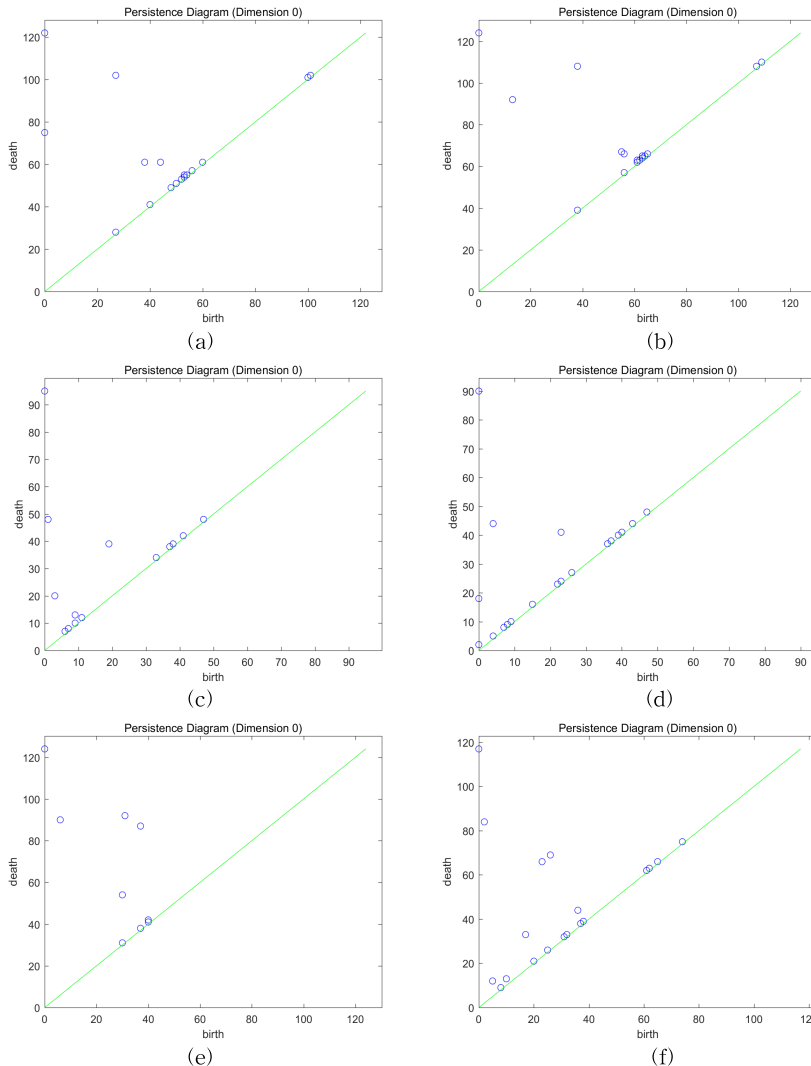 Persistence Diagram (Dimension 0) Persistence Diagram (Dimension 0)
120 120
100 100
80 80
death death
60 60
40 40
20 20
0 0
0 20 40 60 80 100 120 0 20 40 60 80 100 120
birth birth
(a) (b)
Persistence Diagram (Dimension 0) Persistence Diagram (Dimension 0)
90 90
80 80
70 70
60 60
death death
50 50
40 40
30 30
20 20
10 10
0 0
0 10 20 30 40 50 60 70 80 90 0 10 20 30 40 50 60 70 80 90
birth birth
(c) (d)
Persistence Diagram (Dimension 0) Persistence Diagram (Dimension 0)
120 120
100 100
80 80
death death
60 60
40 40
20 20
0 0
0 20 40 60 80 100 120 0 20 40 60 80 100 120
birth birth
(e) (f)